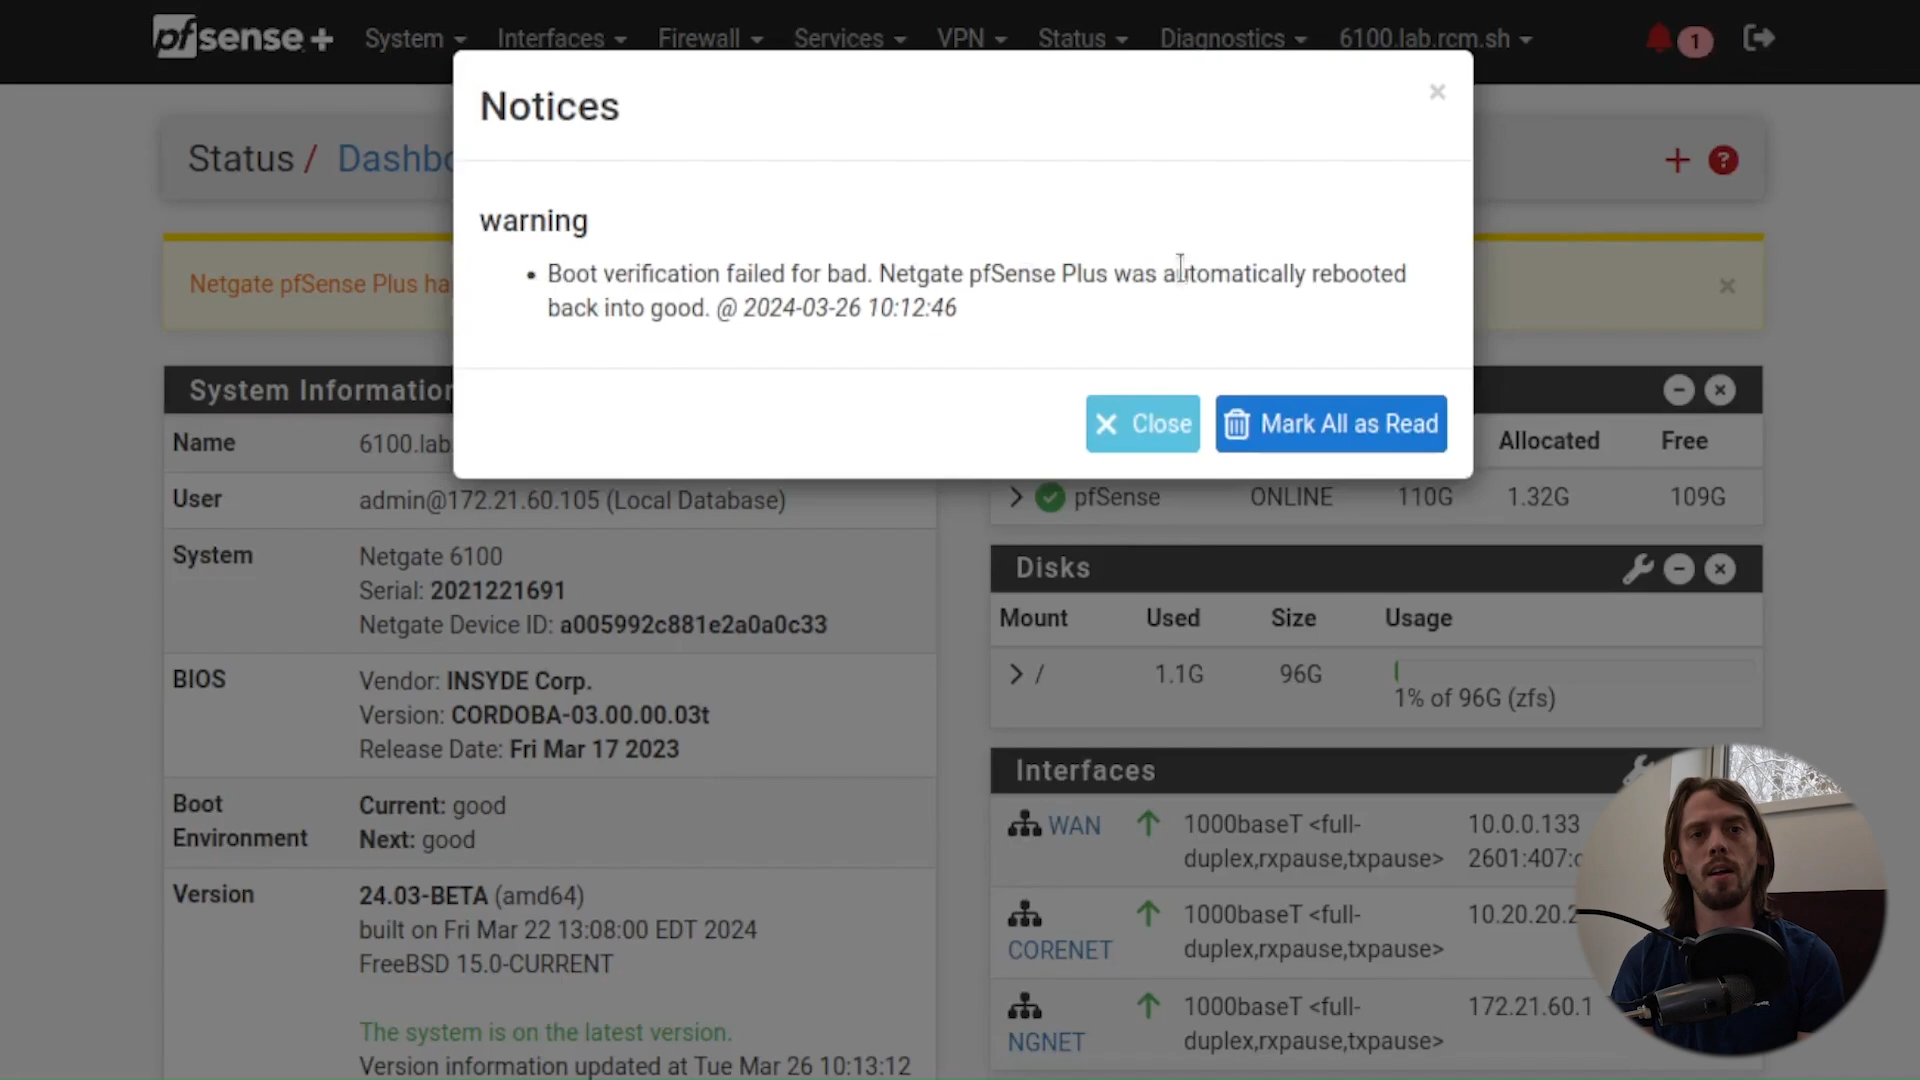 pfsense +
System
Interfaces
Firewall
Services
VPN
Status
Diagnostics
6100.lab.rcm.sh
1
Notices
×
warning
• Boot verification failed for bad. Netgate pfSense Plus was automatically rebooted
back into good. @ 2024-03-26 10:12:46
Close
Mark All as Read
Status /
Netgate pfSense Plus
System Information
Name 6100.lab
User admin@172.21.60.105 (Local Database)
System Netgate 6100
Serial: 2021221691
Netgate Device ID: a005992c881e2a0a0c33
BIOS Vendor: INSYDE Corp.
Version: CORDOBA-03.00.00.03t
Release Date: Fri Mar 17 2023
Boot Current: good
Environment Next: good
Version 24.03-BETA (amd64)
built on Fri Mar 22 13:08:00 EDT 2024
FreeBSD 15.0-CURRENT
The system is on the latest version.
Version information updated at Tue Mar 26 10:13:12
Allocated Free
pfSense ONLINE 110G 1.32G 109G
Disks
Mount Used Size Usage
/ 1.1G 96G
1% of 96G (zfs)
Interfaces
WAN 1000baseT <full- 10.0.0.133
duplex,rxpause,txpause> 2601:407:
1000baseT <full- 10.20.20.
CORENET duplex,rxpause,txpause>
1000baseT <full- 172.21.60.1
NGNET duplex,rxpause,txpause>